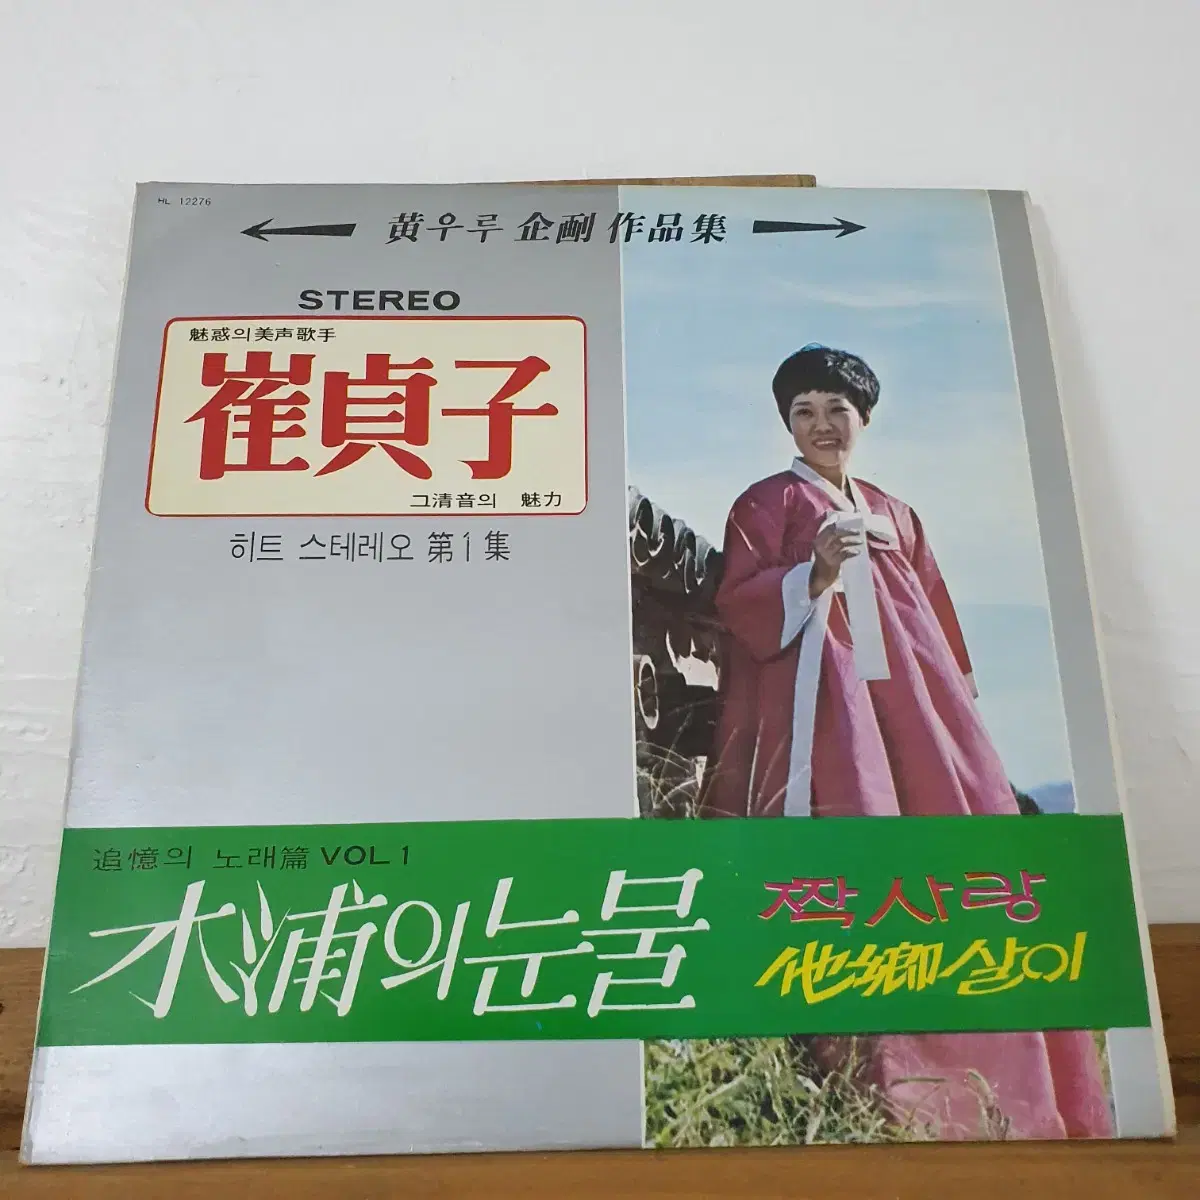 HL 12276
黄우루 企劃 作品集
STEREO
魅惑의美声歌手
崔貞子
그清音의 魅力
히트 스테레오 第1集
追憶의 노래篇 VOL 1
木浦의눈물
짝사랑
他鄕살이